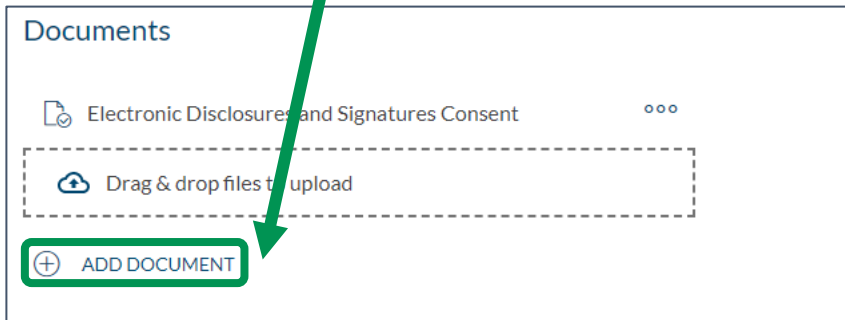 Documents
Electronic Disclosures and Signatures Consent
Drag & drop files to upload
ADD DOCUMENT